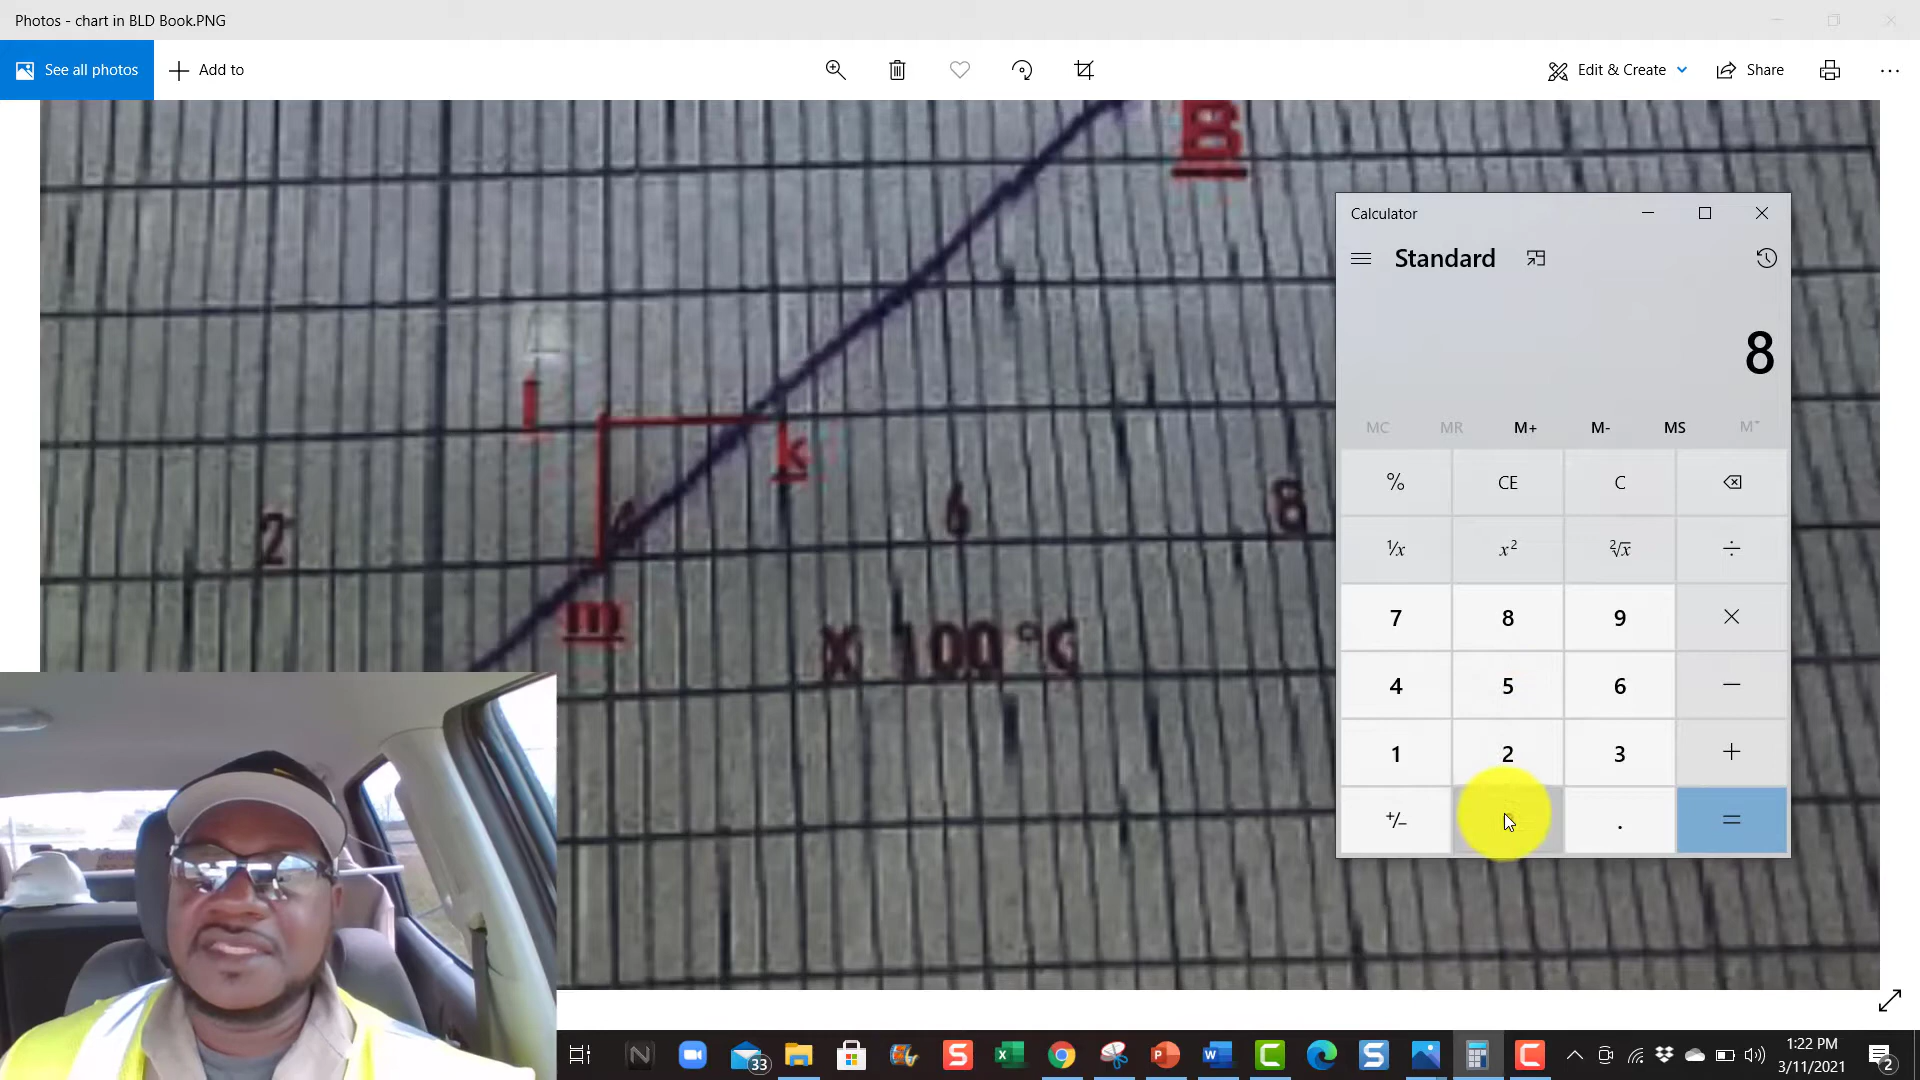 Photos - chart in BLD Book.PNG
See all photos
Add to
Edit & Create
Share
B
l
k
2
6
8
m
X 100 °C
Calculator
Standard
8
MC MR M+ M- MS M˅
% CE C
1/x x² ²√x ÷
7 8 9 ×
4 5 6 −
1 2 3 +
+/− . =
33
1:22 PM
3/11/2021
2